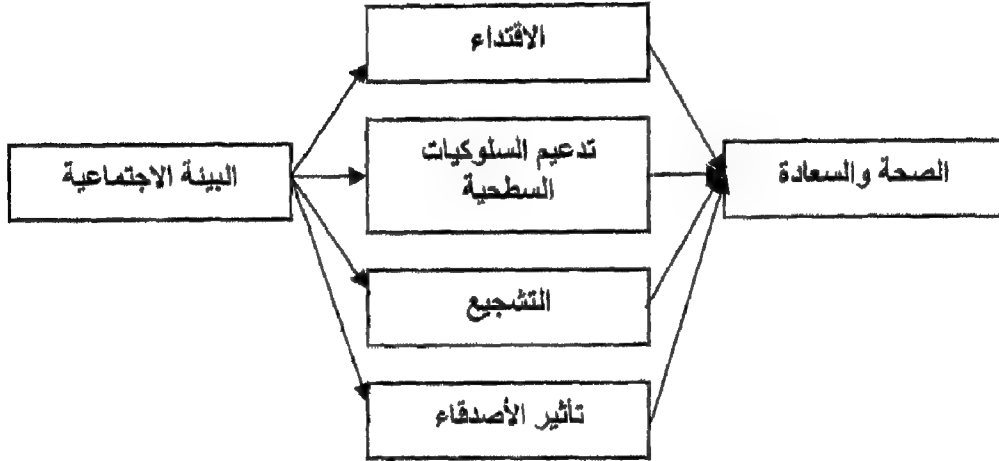 الاقتداء
تدعيم السلوكيات
السطحية
البيئة الاجتماعية
الصحة والسعادة
التشجيع
تأثير الأصدقاء